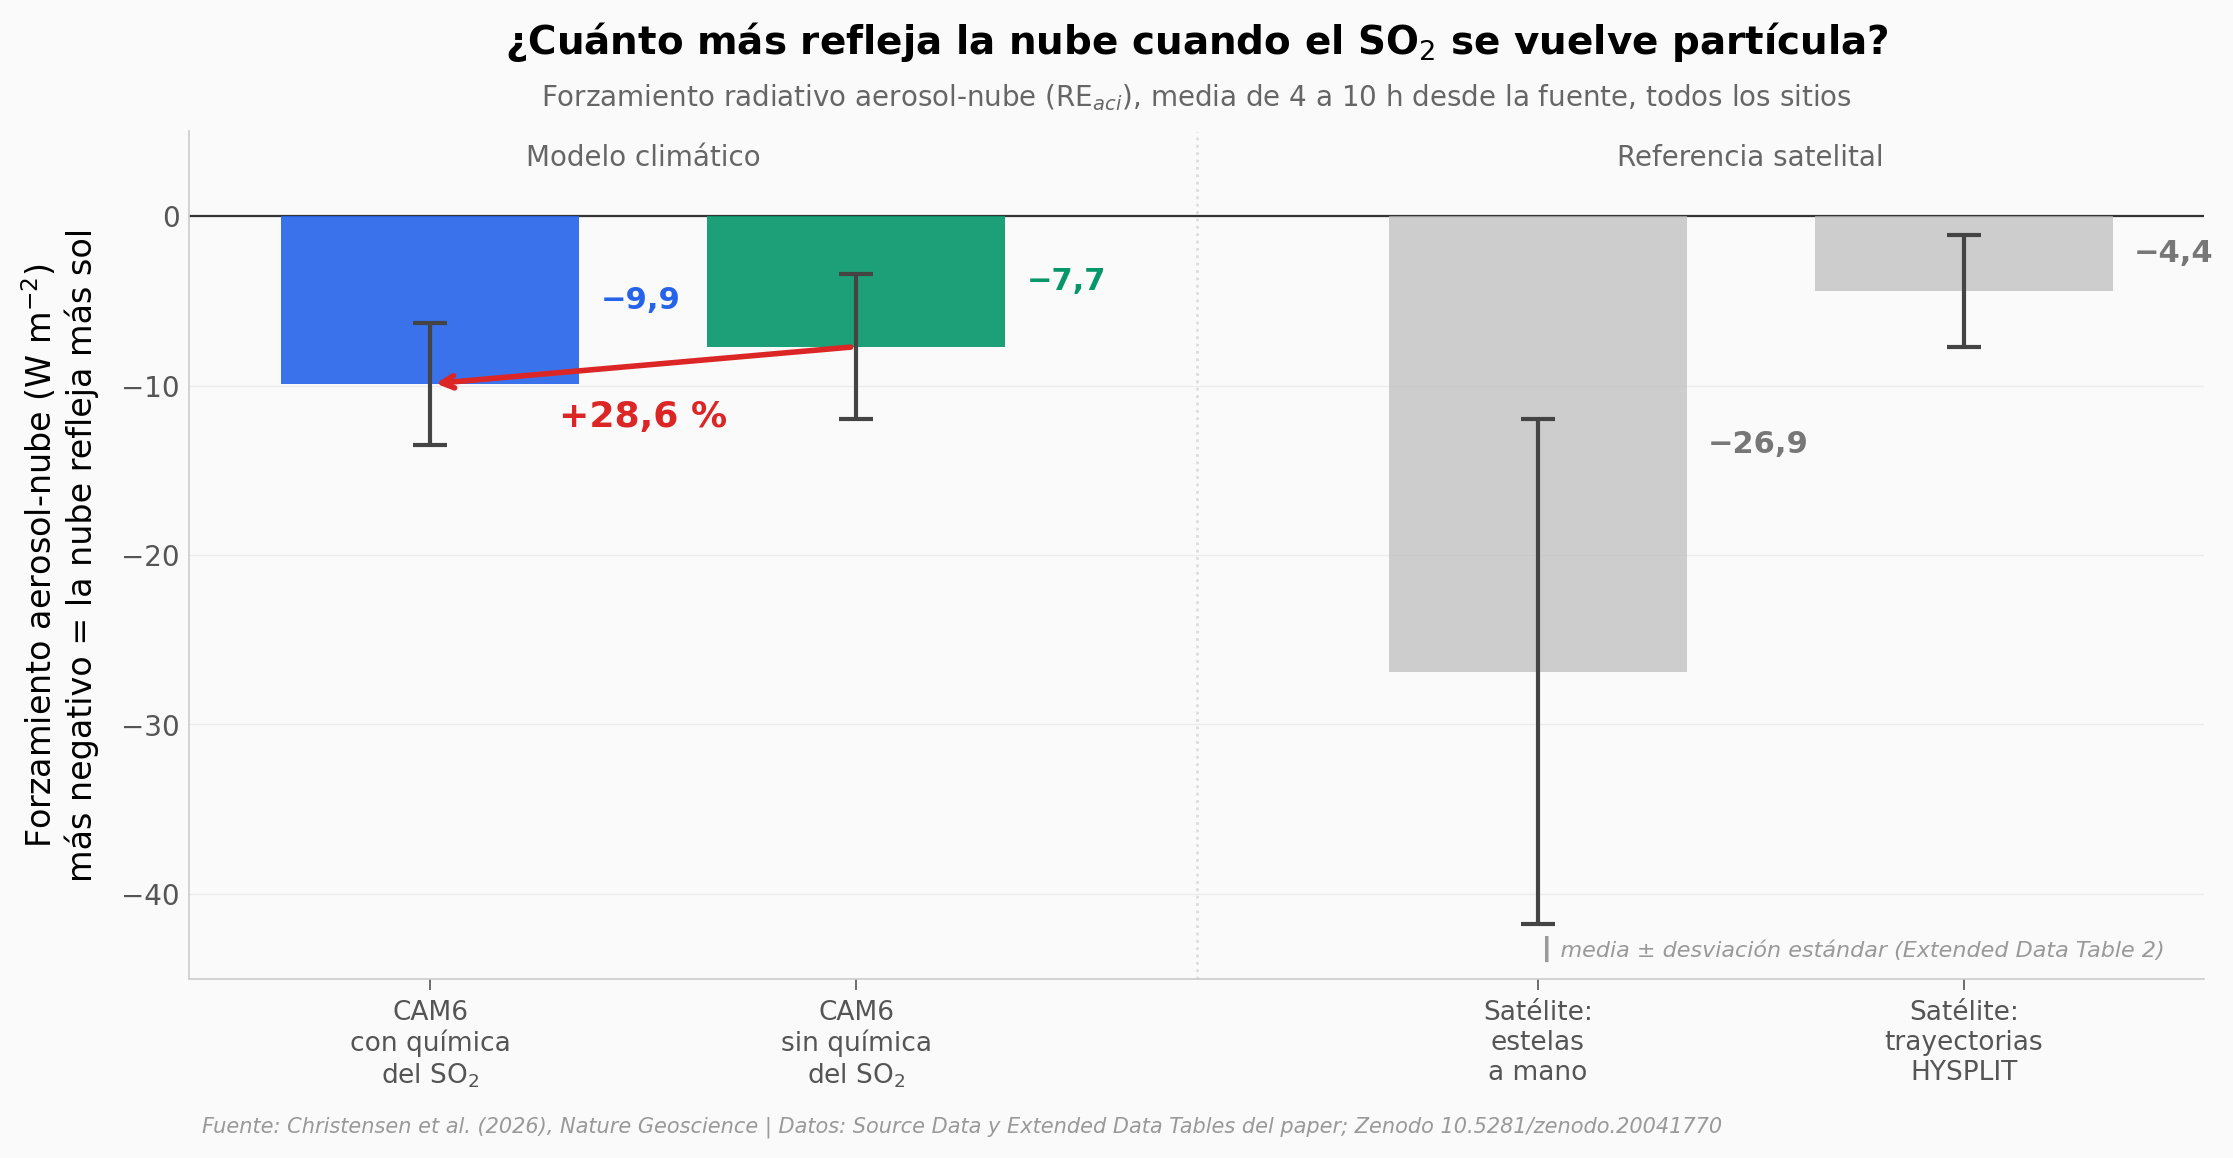 ¿Cuánto más refleja la nube cuando el SO₂ se vuelve partícula?
Forzamiento radiativo aerosol-nube (REaci), media de 4 a 10 h desde la fuente, todos los sitios
Modelo climático
Referencia satelital
Forzamiento aerosol-nube (W m⁻²)
más negativo = la nube refleja más sol
0
−10
−20
−30
−40
−9,9
−7,7
+28,6 %
−26,9
−4,4
media ± desviación estándar (Extended Data Table 2)
CAM6
con química
del SO₂
CAM6
sin química
del SO₂
Satélite:
estelas
a mano
Satélite:
trayectorias
HYSPLIT
Fuente: Christensen et al. (2026), Nature Geoscience | Datos: Source Data y Extended Data Tables del paper; Zenodo 10.5281/zenodo.20041770